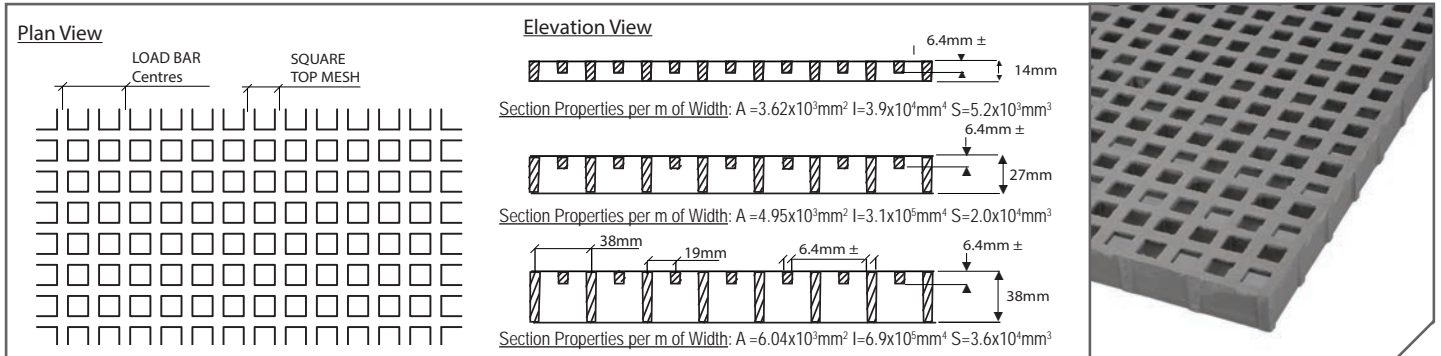 Plan View
LOAD BAR
Centres
SQUARE
TOP MESH
Elevation View
6.4mm ±
14mm
Section Properties per m of Width: A =3.62x10³mm² I=3.9x10⁴mm⁴ S=5.2x10³mm³
6.4mm ±
27mm
Section Properties per m of Width: A =4.95x10³mm² I=3.1x10⁵mm⁴ S=2.0x10⁴mm³
38mm
19mm
6.4mm ±
6.4mm ±
38mm
Section Properties per m of Width: A =6.04x10³mm² I=6.9x10⁵mm⁴ S=3.6x10⁴mm³